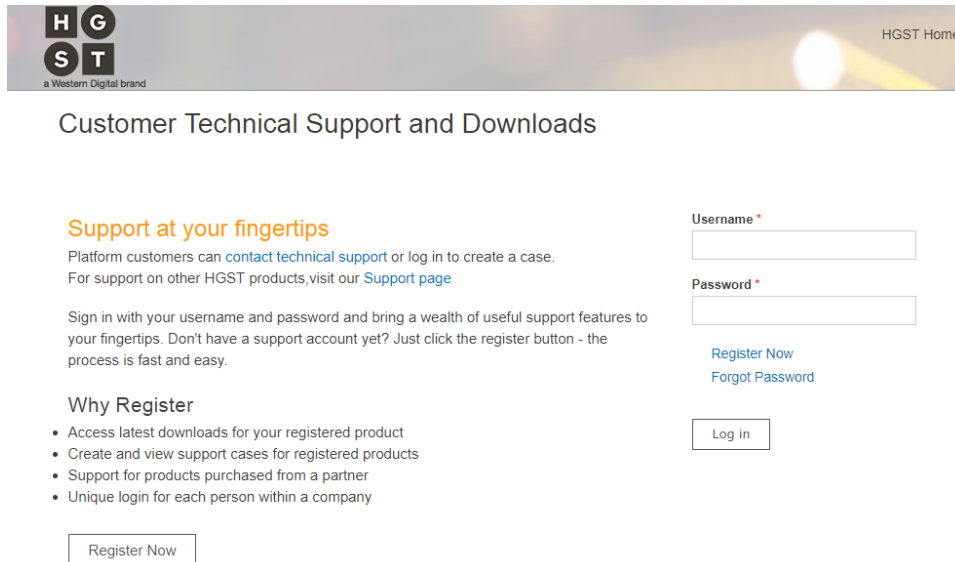 H G
S T
a Western Digital brand
HGST Home
Customer Technical Support and Downloads
Support at your fingertips
Platform customers can contact technical support or log in to create a case.
For support on other HGST products,visit our Support page
Sign in with your username and password and bring a wealth of useful support features to
your fingertips. Don't have a support account yet? Just click the register button - the
process is fast and easy.
Why Register
• Access latest downloads for your registered product
• Create and view support cases for registered products
• Support for products purchased from a partner
• Unique login for each person within a company
Register Now
Username *
Password *
Register Now
Forgot Password
Log in